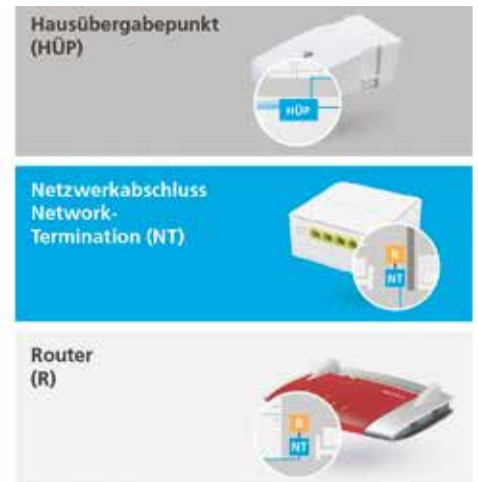 Hausübergabepunkt
(HÜP)
HÜP
Netzwerkabschluss
Network-
Termination (NT)
R
NT
Router
(R)
R
NT